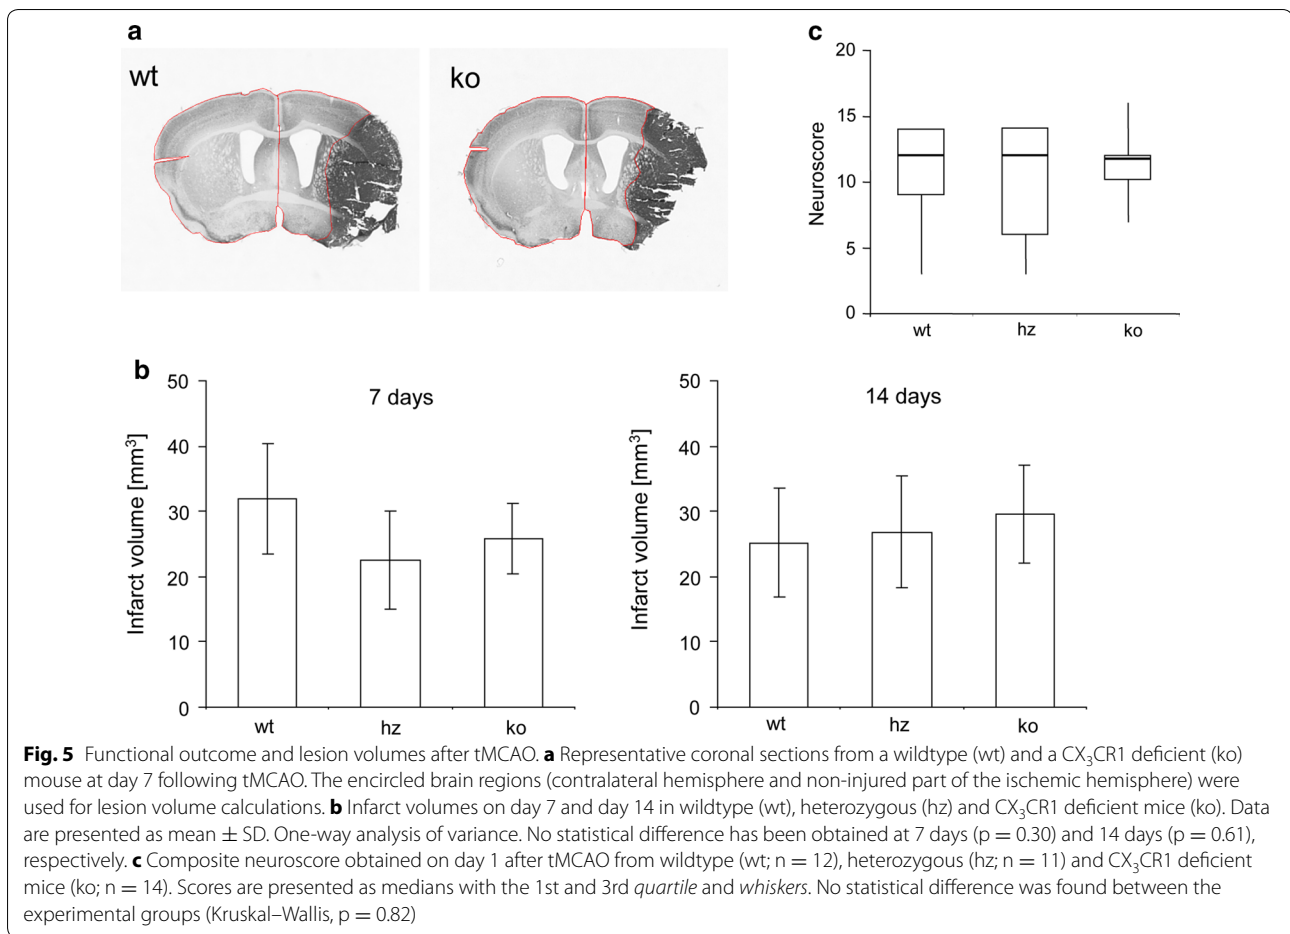 a
wt
ko
c
20
15
10
5
0
Neuroscore
wt hz ko
b
50
40
30
20
10
0
Infarct volume [mm³]
7 days
wt hz ko
50
40
30
20
10
0
Infarct volume [mm³]
14 days
wt hz ko
Fig. 5 Functional outcome and lesion volumes after tMCAO. a Representative coronal sections from a wildtype (wt) and a CX₃CR1 deficient (ko)
mouse at day 7 following tMCAO. The encircled brain regions (contralateral hemisphere and non-injured part of the ischemic hemisphere) were
used for lesion volume calculations. b Infarct volumes on day 7 and day 14 in wildtype (wt), heterozygous (hz) and CX₃CR1 deficient mice (ko). Data
are presented as mean ± SD. One-way analysis of variance. No statistical difference has been obtained at 7 days (p = 0.30) and 14 days (p = 0.61),
respectively. c Composite neuroscore obtained on day 1 after tMCAO from wildtype (wt; n = 12), heterozygous (hz; n = 11) and CX₃CR1 deficient
mice (ko; n = 14). Scores are presented as medians with the 1st and 3rd quartile and whiskers. No statistical difference was found between the
experimental groups (Kruskal–Wallis, p = 0.82)